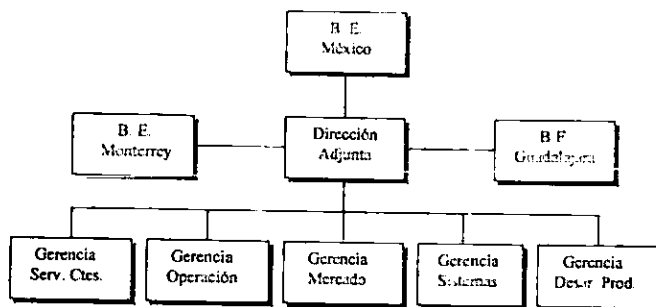 B. E.
México
B. E.
Monterrey
Dirección
Adjunta
B. E.
Guadalajara
Gerencia
Serv. Ctes.
Gerencia
Operación
Gerencia
Mercado
Gerencia
Sistemas
Gerencia
Desar. Prod.